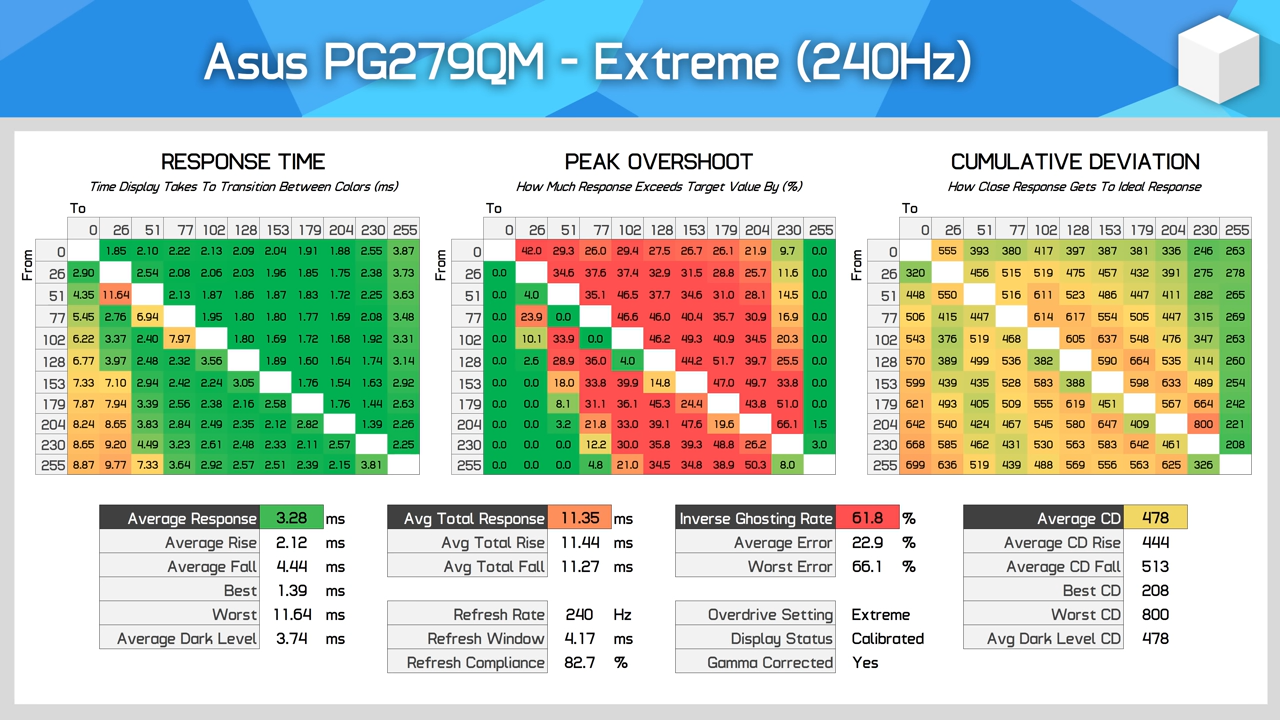 Asus PG279QM - Extreme (240Hz)
RESPONSE TIME
Time Display Takes To Transition Between Colors (ms)
To
0 26 51 77 102 128 153 179 204 230 255
From
0 1.85 2.10 2.22 2.13 2.09 2.04 1.91 1.88 2.55 3.87
26 2.90 2.54 2.08 2.06 2.03 1.96 1.85 1.75 2.38 3.73
51 4.35 11.64 2.13 1.87 1.86 1.87 1.83 1.72 2.25 3.63
77 5.45 2.76 6.94 1.95 1.80 1.80 1.77 1.69 2.08 3.48
102 6.22 3.37 2.40 7.97 1.80 1.69 1.72 1.68 1.92 3.31
128 6.77 3.97 2.48 2.32 3.56 1.89 1.60 1.64 1.74 3.14
153 7.33 7.10 2.94 2.42 2.24 3.05 1.76 1.54 1.63 2.92
179 7.87 7.94 3.39 2.56 2.38 2.16 2.58 1.76 1.44 2.63
204 8.24 8.65 3.83 2.84 2.49 2.35 2.12 2.82 1.39 2.26
230 8.65 9.20 4.49 3.23 2.61 2.48 2.33 2.11 2.57 2.25
255 8.87 9.77 7.33 3.64 2.92 2.57 2.51 2.39 2.15 3.81
PEAK OVERSHOOT
How Much Response Exceeds Target Value By (%)
To
0 26 51 77 102 128 153 179 204 230 255
From
0 42.0 29.3 26.0 29.4 27.5 26.7 26.1 21.9 9.7 0.0
26 0.0 34.6 37.6 37.4 32.9 31.5 28.8 25.7 11.6 0.0
51 0.0 4.0 35.1 46.5 37.7 34.6 31.0 28.1 14.5 0.0
77 0.0 23.9 0.0 46.6 46.0 40.4 35.7 30.9 16.9 0.0
102 0.0 10.1 33.9 0.0 46.2 49.3 40.9 34.5 20.3 0.0
128 0.0 2.6 28.9 36.0 4.0 44.2 51.7 39.7 25.5 0.0
153 0.0 0.0 18.0 33.8 39.9 14.8 47.0 49.7 33.8 0.0
179 0.0 0.0 8.1 31.1 36.1 45.3 24.4 43.8 51.0 0.0
204 0.0 0.0 3.2 21.8 33.0 39.1 47.6 19.6 66.1 1.5
230 0.0 0.0 0.0 12.2 30.0 35.8 38.3 48.8 26.2 3.0
255 0.0 0.0 0.0 4.8 21.0 34.5 34.8 38.9 50.3 8.0
CUMULATIVE DEVIATION
How Close Response Gets To Ideal Response
To
0 26 51 77 102 128 153 179 204 230 255
From
0 555 393 380 417 397 387 381 336 246 263
26 320 456 515 519 475 457 432 391 275 278
51 448 550 516 611 523 486 447 411 282 265
77 506 415 447 614 617 554 505 447 315 269
102 543 376 519 468 605 637 548 476 347 263
128 570 389 499 536 382 590 664 535 414 260
153 599 439 435 528 583 388 598 633 489 254
179 621 493 405 509 555 619 451 567 664 242
204 642 540 424 467 545 580 647 409 800 221
230 668 585 462 431 530 563 583 642 461 208
255 699 636 519 439 488 569 556 563 625 326
Average Response 3.28 ms
Average Rise 2.12 ms
Average Fall 4.44 ms
Best 1.39 ms
Worst 11.64 ms
Average Dark Level 3.74 ms
Avg Total Response 11.35 ms
Avg Total Rise 11.44 ms
Avg Total Fall 11.27 ms
Refresh Rate 240 Hz
Refresh Window 4.17 ms
Refresh Compliance 82.7 %
Inverse Ghosting Rate 61.8 %
Average Error 22.9 %
Worst Error 66.1 %
Overdrive Setting Extreme
Display Status Calibrated
Gamma Corrected Yes
Average CD 478
Average CD Rise 444
Average CD Fall 513
Best CD 208
Worst CD 800
Avg Dark Level CD 478